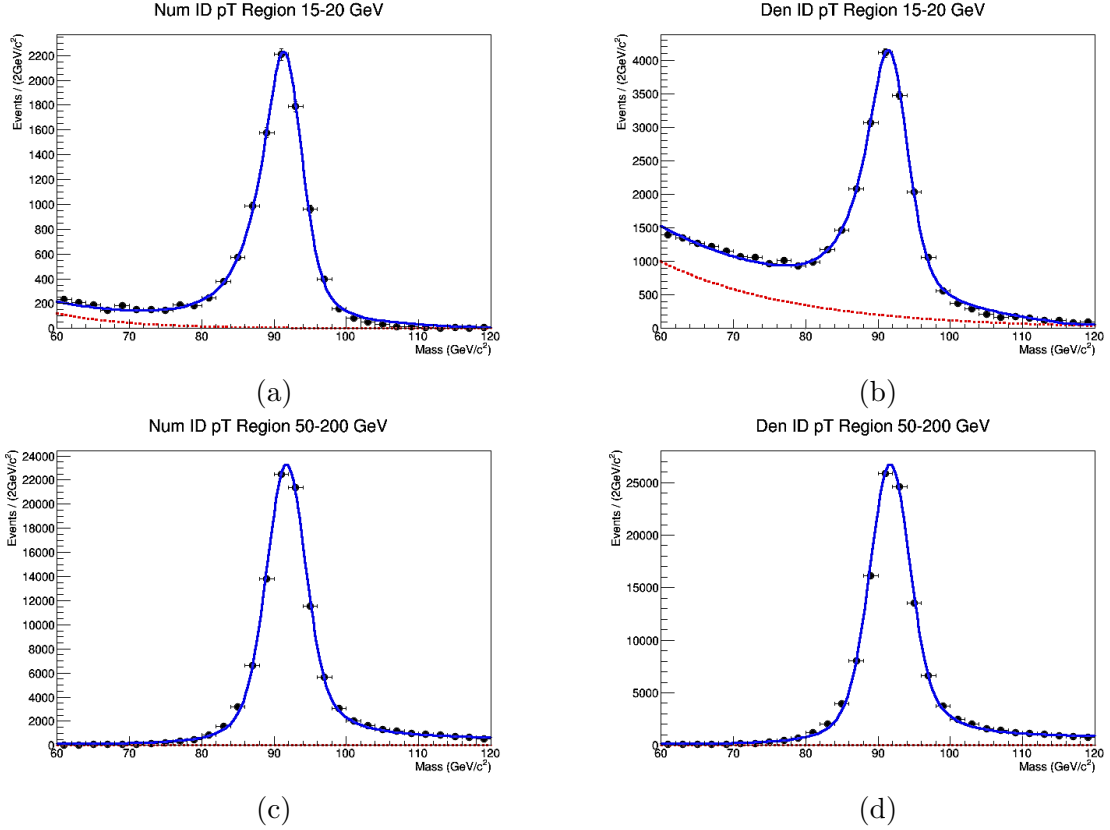 Num ID pT Region 15-20 GeV
Events / (2GeV/c²)
2200
2000
1800
1600
1400
1200
1000
800
600
400
200
0
60 70 80 90 100 110 120
Mass (GeV/c²)
(a)
Den ID pT Region 15-20 GeV
Events / (2GeV/c²)
4000
3500
3000
2500
2000
1500
1000
500
0
60 70 80 90 100 110 120
Mass (GeV/c²)
(b)
Num ID pT Region 50-200 GeV
Events / (2GeV/c²)
24000
22000
20000
18000
16000
14000
12000
10000
8000
6000
4000
2000
0
60 70 80 90 100 110 120
Mass (GeV/c²)
(c)
Den ID pT Region 50-200 GeV
Events / (2GeV/c²)
25000
20000
15000
10000
5000
0
60 70 80 90 100 110 120
Mass (GeV/c²)
(d)